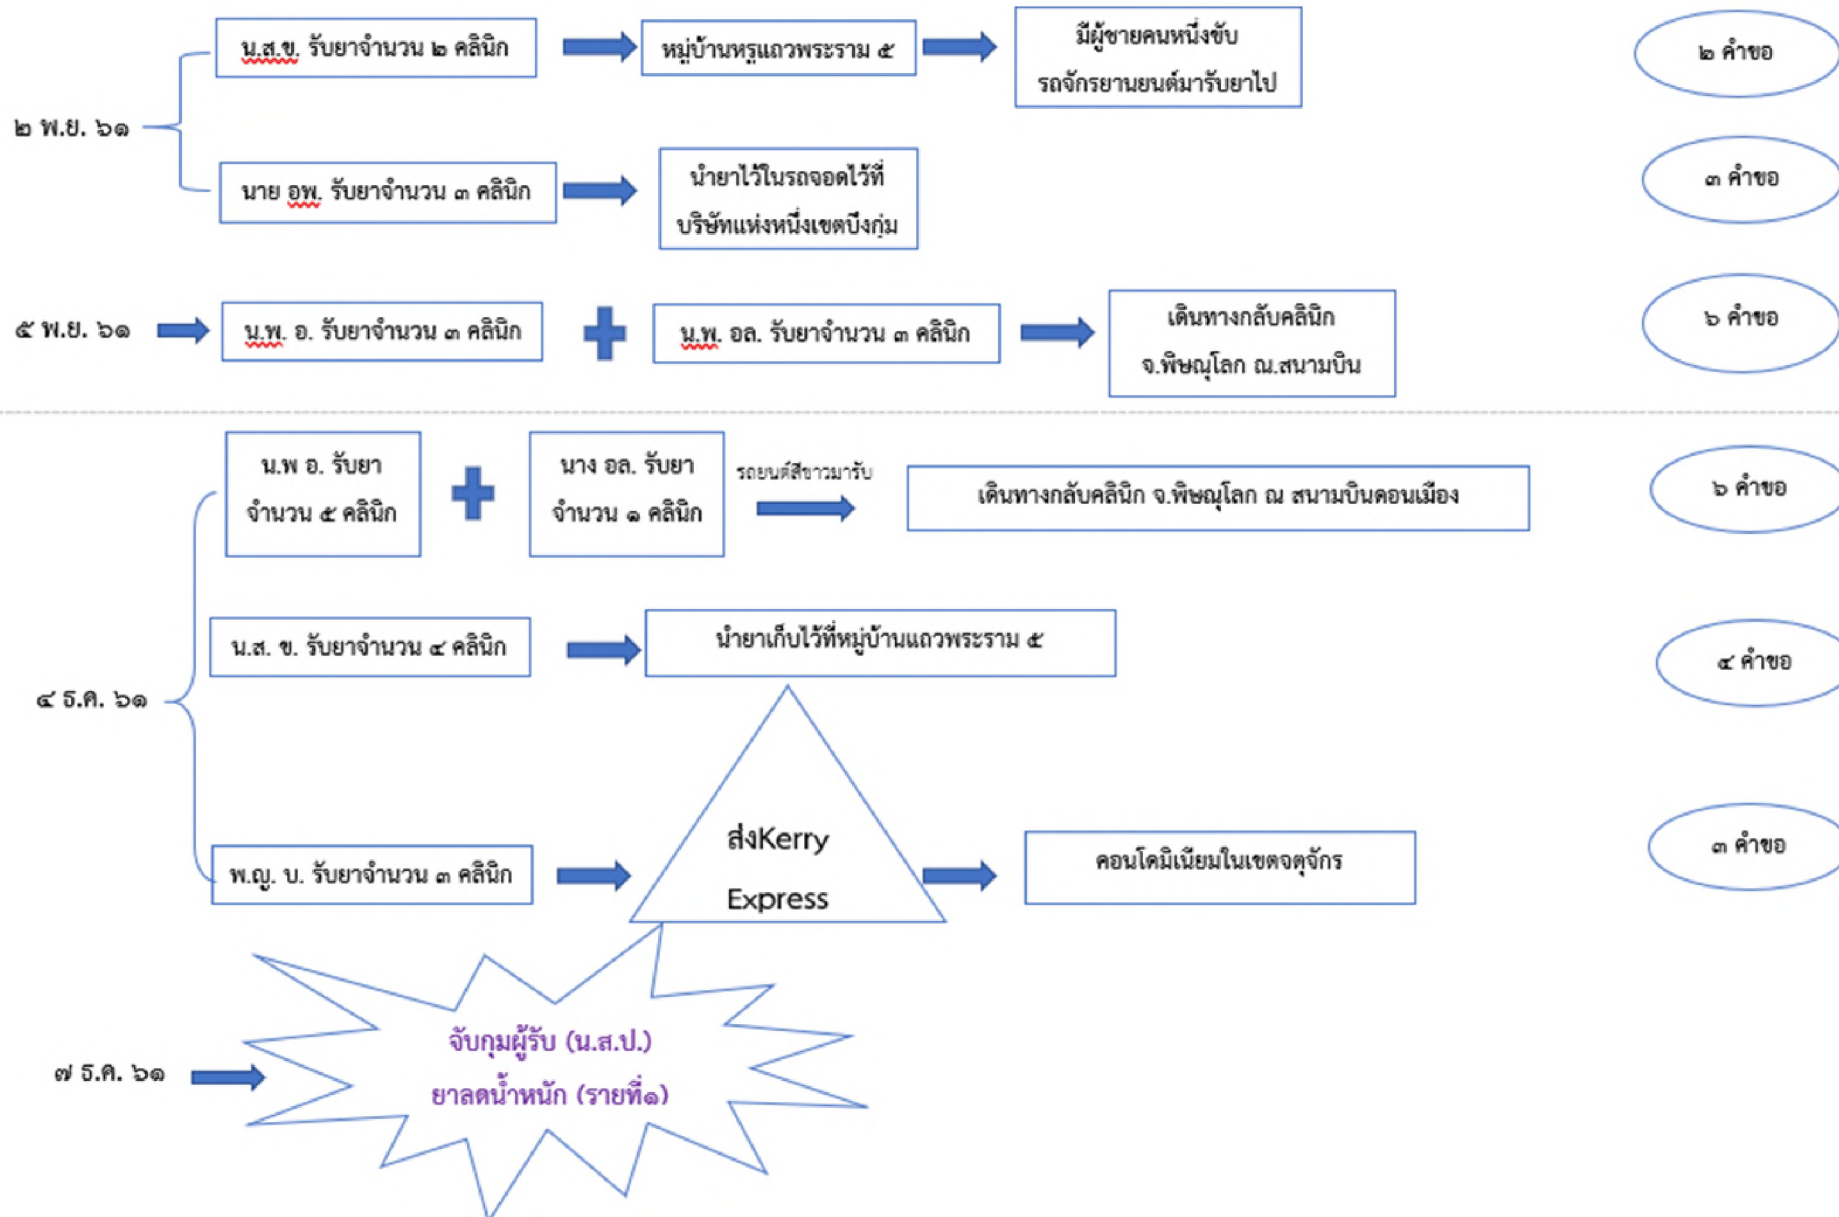 น.ส.ข. รับยาจำนวน ๒ คลินิก
หมู่บ้านหรูแถวพระราม ๕
มีผู้ชายคนหนึ่งขับ
รถจักรยานยนต์มารับยาไป
๒ คำขอ
๒ พ.ย. ๖๑
นาย อพ. รับยาจำนวน ๓ คลินิก
นำยาไว้ในรถจอดไว้ที่
บริษัทแห่งหนึ่งเขตบึงกุ่ม
๓ คำขอ
๕ พ.ย. ๖๑
น.พ. อ. รับยาจำนวน ๓ คลินิก
น.พ. อล. รับยาจำนวน ๓ คลินิก
เดินทางกลับคลินิก
จ.พิษณุโลก ณ.สนามบิน
๖ คำขอ
น.พ อ. รับยา
จำนวน ๕ คลินิก
นาง อล. รับยา
จำนวน ๑ คลินิก
รถยนต์สีขาวมารับ
เดินทางกลับคลินิก จ.พิษณุโลก ณ สนามบินดอนเมือง
๖ คำขอ
น.ส. ข. รับยาจำนวน ๔ คลินิก
นำยาเก็บไว้ที่หมู่บ้านแถวพระราม ๕
๔ คำขอ
๔ ธ.ค. ๖๑
พ.ญ. บ. รับยาจำนวน ๓ คลินิก
ส่งKerry
Express
คอนโดมิเนียมในเขตจตุจักร
๓ คำขอ
๗ ธ.ค. ๖๑
จับกุมผู้รับ (น.ส.ป.)
ยาลดน้ำหนัก (รายที่๑)